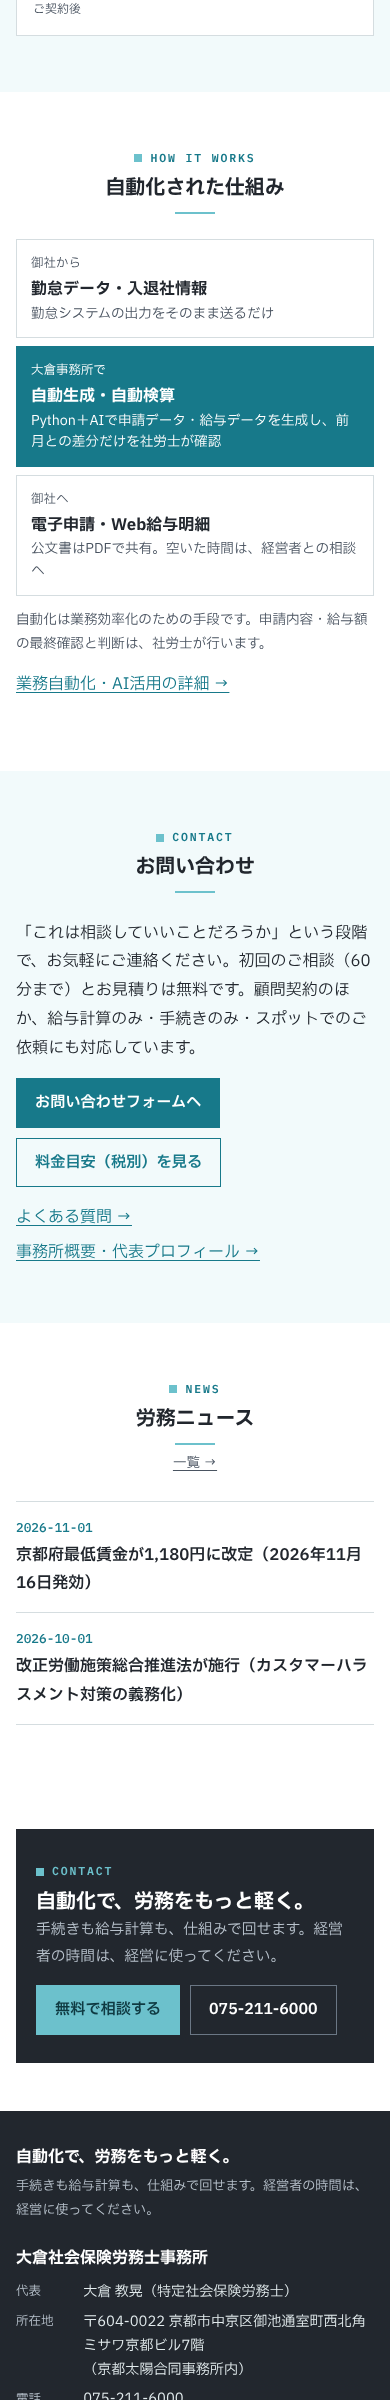 ご契約後
HOW IT WORKS
自動化された仕組み
御社から
勤怠データ・入退社情報
勤怠システムの出力をそのまま送るだけ
大倉事務所で
自動生成・自動検算
Python＋AIで申請データ・給与データを生成し、前
月との差分だけを社労士が確認
御社へ
電子申請・Web給与明細
公文書はPDFで共有。空いた時間は、経営者との相談
へ
自動化は業務効率化のための手段です。申請内容・給与額
の最終確認と判断は、社労士が行います。
業務自動化・AI活用の詳細 →
CONTACT
お問い合わせ
「これは相談していいことだろうか」という段階
で、お気軽にご連絡ください。初回のご相談（60
分まで）とお見積りは無料です。顧問契約のほ
か、給与計算のみ・手続きのみ・スポットでのご
依頼にも対応しています。
お問い合わせフォームへ
料金目安（税別）を見る
よくある質問 →
事務所概要・代表プロフィール →
NEWS
労務ニュース
一覧 →
2026-11-01
京都府最低賃金が1,180円に改定（2026年11月
16日発効）
2026-10-01
改正労働施策総合推進法が施行（カスタマーハラ
スメント対策の義務化）
CONTACT
自動化で、労務をもっと軽く。
手続きも給与計算も、仕組みで回せます。経営
者の時間は、経営に使ってください。
無料で相談する
075-211-6000
自動化で、労務をもっと軽く。
手続きも給与計算も、仕組みで回せます。経営者の時間は、
経営に使ってください。
大倉社会保険労務士事務所
代表 大倉 教晃（特定社会保険労務士）
所在地 〒604-0022 京都市中京区御池通室町西北角
ミサワ京都ビル7階
（京都太陽合同事務所内）
電話 075-211-6000